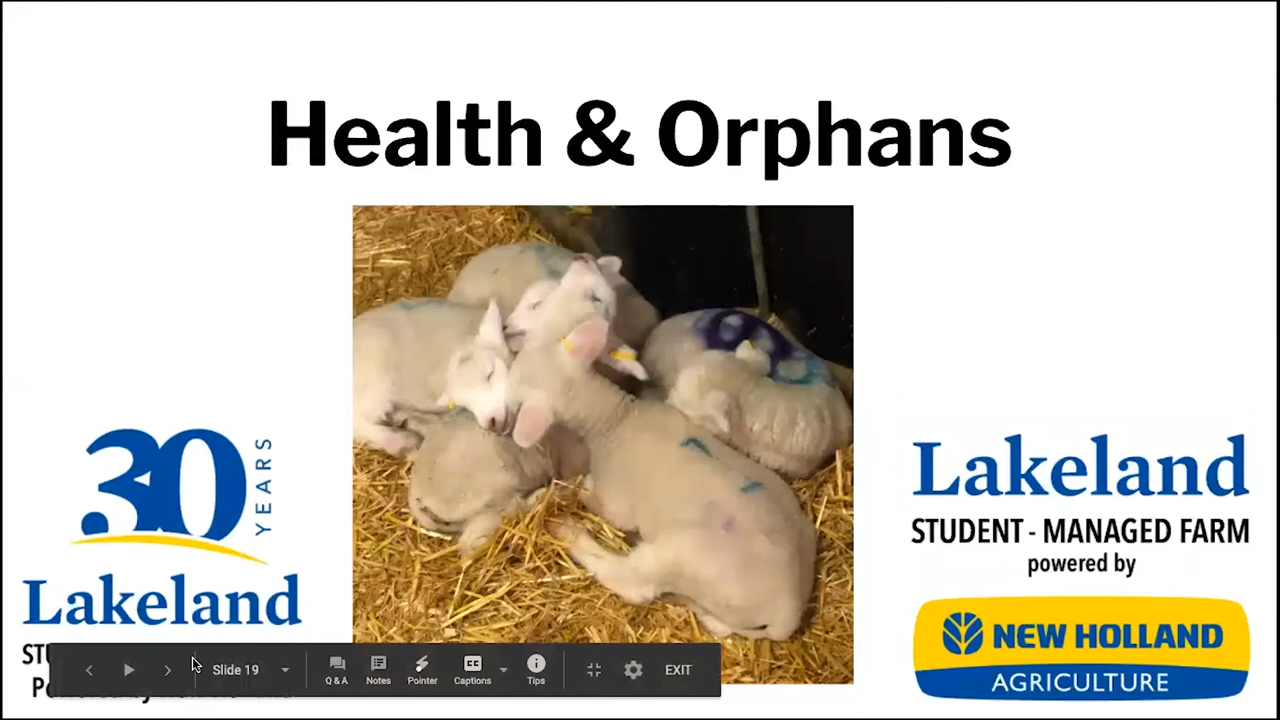 Health & Orphans
30
YEARS
Lakeland
Lakeland
STUDENT - MANAGED FARM
powered by
NEW HOLLAND
AGRICULTURE
Slide 19
Q & A
Notes
Pointer
CC
Captions
Tips
EXIT